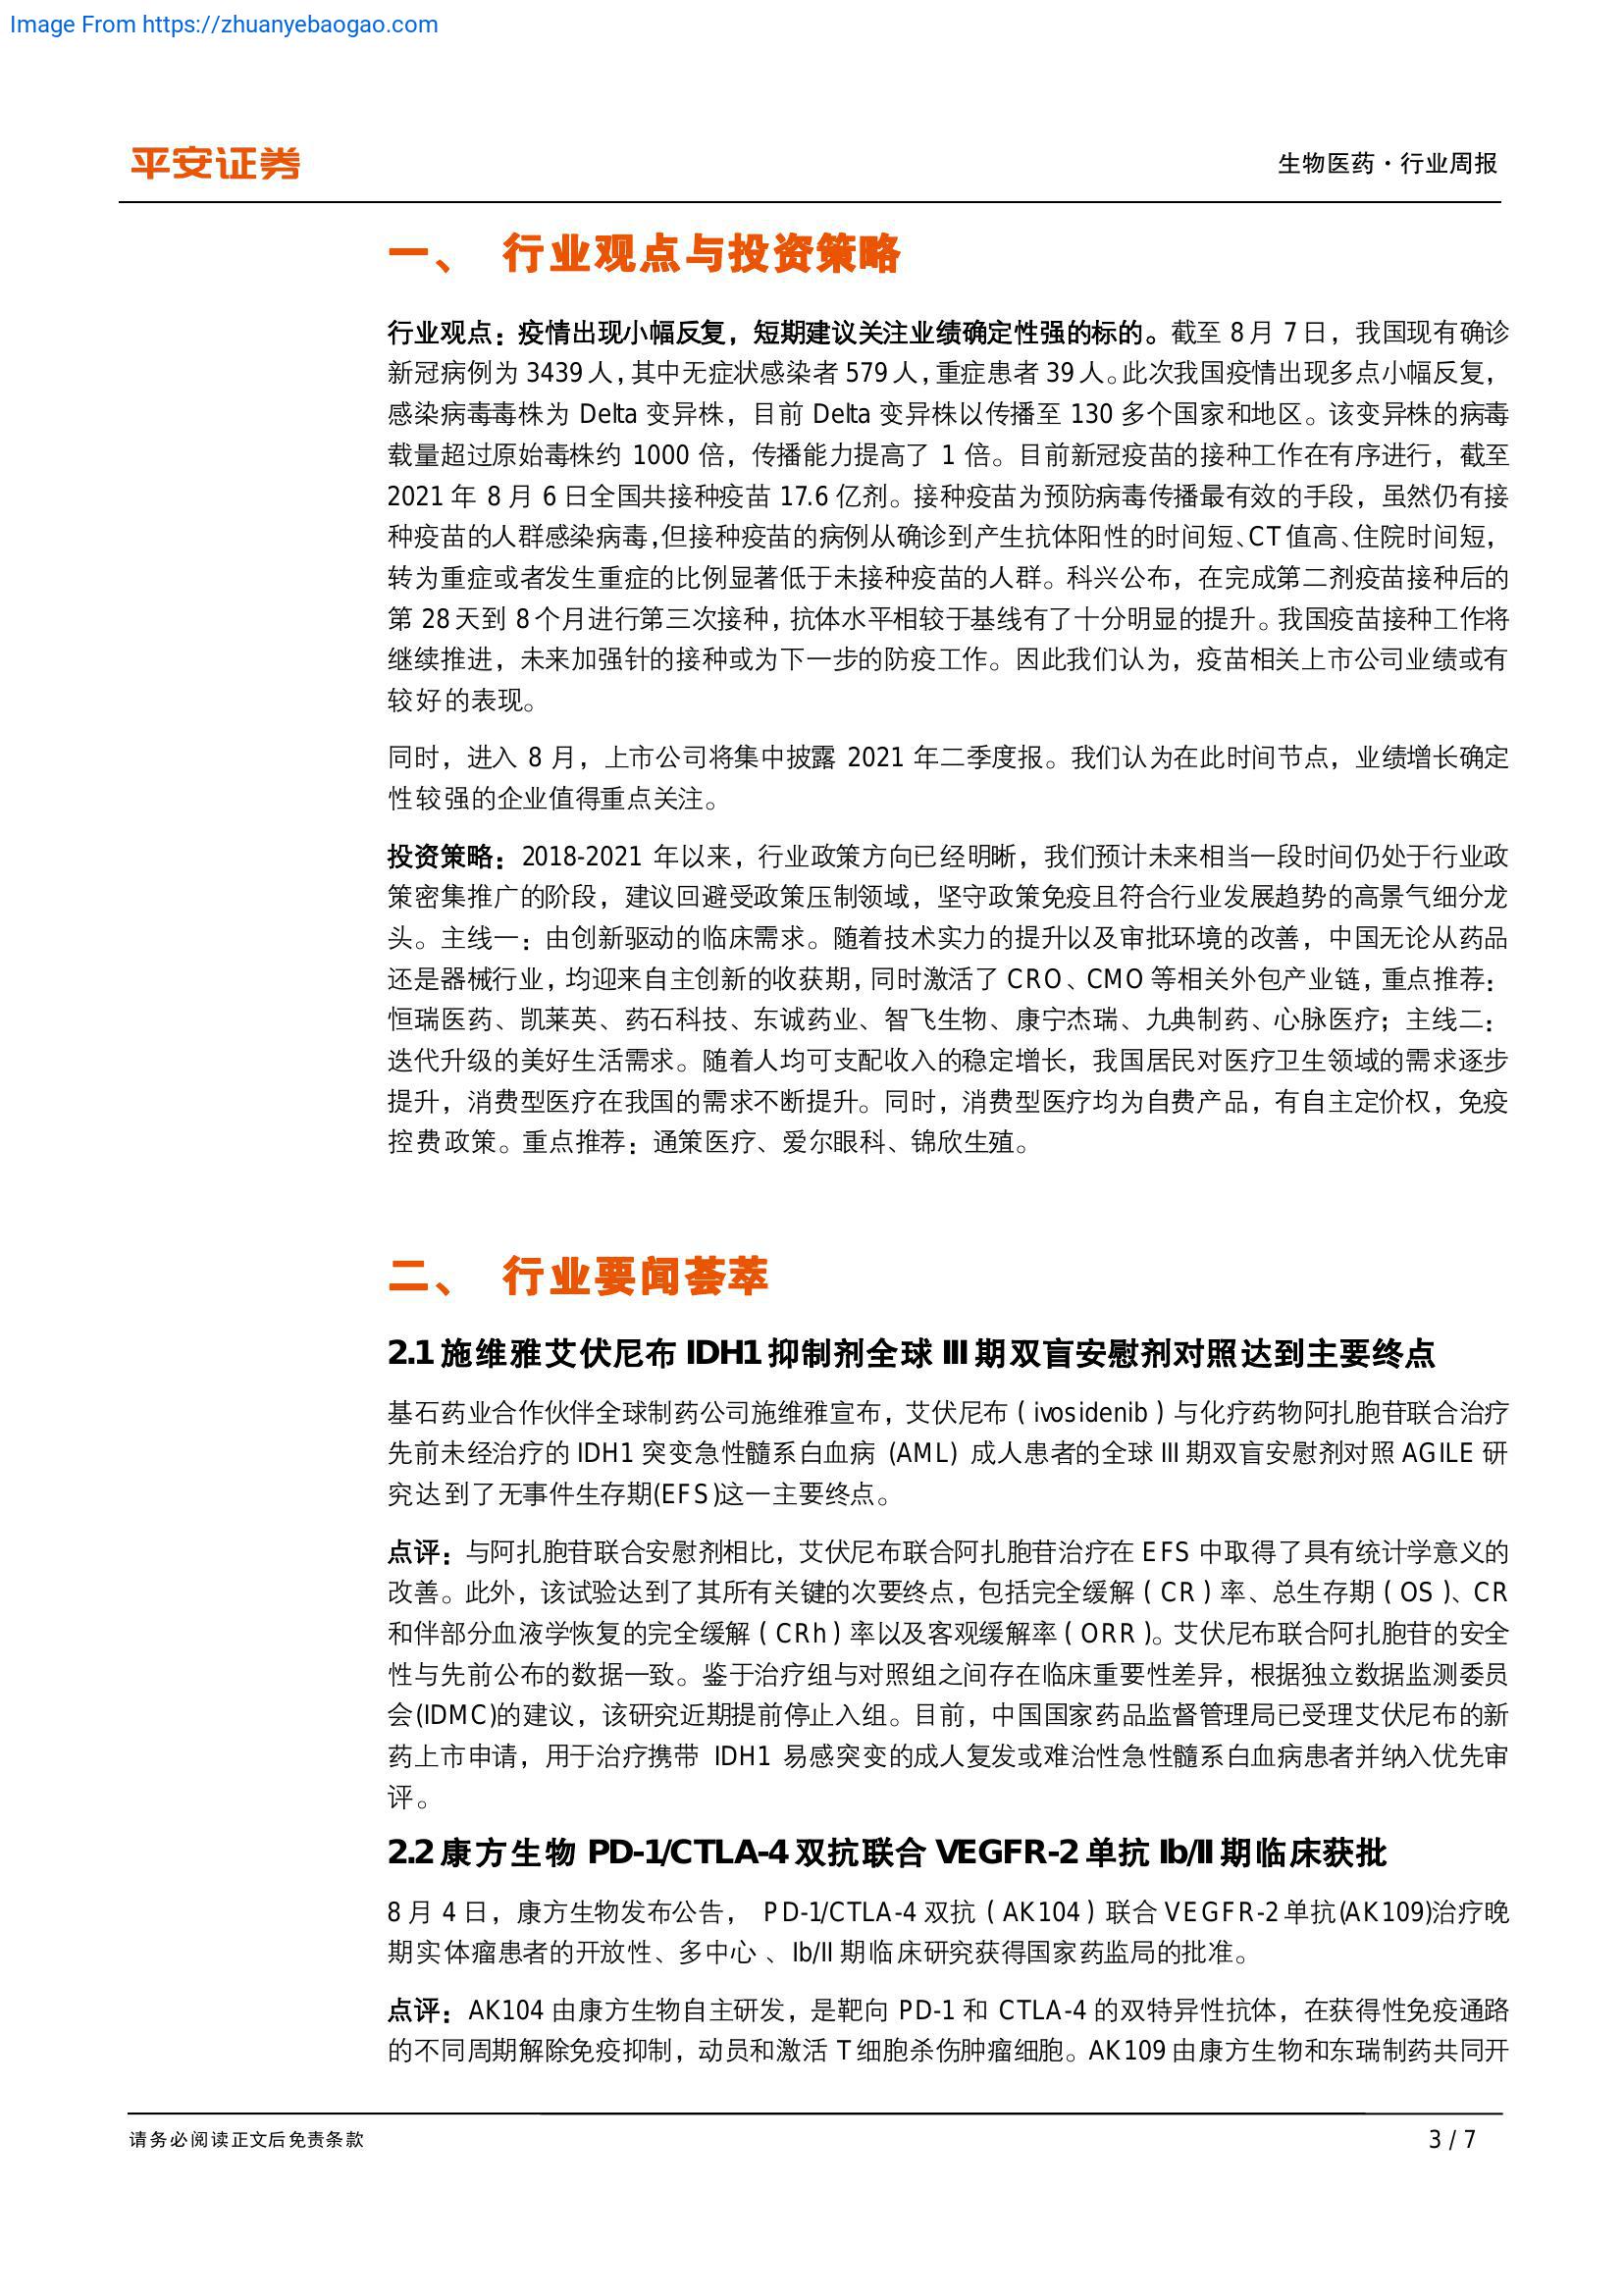 Image From https://zhuanyebaogao.com
平安证券
生物医药·行业周报
一、 行业观点与投资策略
行业观点：疫情出现小幅反复，短期建议关注业绩确定性强的标的。截至 8 月 7 日，我国现有确诊
新冠病例为 3439 人，其中无症状感染者 579 人，重症患者 39 人。此次我国疫情出现多点小幅反复，
感染病毒毒株为 Delta 变异株，目前 Delta 变异株以传播至 130 多个国家和地区。该变异株的病毒
载量超过原始毒株约 1000 倍，传播能力提高了 1 倍。目前新冠疫苗的接种工作在有序进行，截至
2021 年 8 月 6 日全国共接种疫苗 17.6 亿剂。接种疫苗为预防病毒传播最有效的手段，虽然仍有接
种疫苗的人群感染病毒，但接种疫苗的病例从确诊到产生抗体阳性的时间短、CT 值高、住院时间短，
转为重症或者发生重症的比例显著低于未接种疫苗的人群。科兴公布，在完成第二剂疫苗接种后的
第 28 天到 8 个月进行第三次接种，抗体水平相较于基线有了十分明显的提升。我国疫苗接种工作将
继续推进，未来加强针的接种或为下一步的防疫工作。因此我们认为，疫苗相关上市公司业绩或有
较好的表现。
同时，进入 8 月，上市公司将集中披露 2021 年二季度报。我们认为在此时间节点，业绩增长确定
性较强的企业值得重点关注。
投资策略：2018-2021 年以来，行业政策方向已经明晰，我们预计未来相当一段时间仍处于行业政
策密集推广的阶段，建议回避受政策压制领域，坚守政策免疫且符合行业发展趋势的高景气细分龙
头。主线一：由创新驱动的临床需求。随着技术实力的提升以及审批环境的改善，中国无论从药品
还是器械行业，均迎来自主创新的收获期，同时激活了 CRO、CMO 等相关外包产业链，重点推荐：
恒瑞医药、凯莱英、药石科技、东诚药业、智飞生物、康宁杰瑞、九典制药、心脉医疗；主线二：
迭代升级的美好生活需求。随着人均可支配收入的稳定增长，我国居民对医疗卫生领域的需求逐步
提升，消费型医疗在我国的需求不断提升。同时，消费型医疗均为自费产品，有自主定价权，免疫
控费政策。重点推荐：通策医疗、爱尔眼科、锦欣生殖。
二、 行业要闻荟萃
2.1 施维雅艾伏尼布 IDH1 抑制剂全球 III 期双盲安慰剂对照达到主要终点
基石药业合作伙伴全球制药公司施维雅宣布，艾伏尼布（ivosidenib）与化疗药物阿扎胞苷联合治疗
先前未经治疗的 IDH1 突变急性髓系白血病 (AML) 成人患者的全球 III 期双盲安慰剂对照 AGILE 研
究达到了无事件生存期(EFS)这一主要终点。
点评：与阿扎胞苷联合安慰剂相比，艾伏尼布联合阿扎胞苷治疗在 EFS 中取得了具有统计学意义的
改善。此外，该试验达到了其所有关键的次要终点，包括完全缓解（CR）率、总生存期（OS）、CR
和伴部分血液学恢复的完全缓解（CRh）率以及客观缓解率（ORR）。艾伏尼布联合阿扎胞苷的安全
性与先前公布的数据一致。鉴于治疗组与对照组之间存在临床重要性差异，根据独立数据监测委员
会(IDMC)的建议，该研究近期提前停止入组。目前，中国国家药品监督管理局已受理艾伏尼布的新
药上市申请，用于治疗携带 IDH1 易感突变的成人复发或难治性急性髓系白血病患者并纳入优先审
评。
2.2 康方生物 PD-1/CTLA-4 双抗联合 VEGFR-2 单抗 Ib/II 期临床获批
8 月 4 日，康方生物发布公告， PD-1/CTLA-4 双抗（AK104）联合 VEGFR-2 单抗(AK109)治疗晚
期实体瘤患者的开放性、多中心 、Ib/II 期临床研究获得国家药监局的批准。
点评：AK104 由康方生物自主研发，是靶向 PD-1 和 CTLA-4 的双特异性抗体，在获得性免疫通路
的不同周期解除免疫抑制，动员和激活 T 细胞杀伤肿瘤细胞。AK109 由康方生物和东瑞制药共同开
请务必阅读正文后免责条款
3 / 7